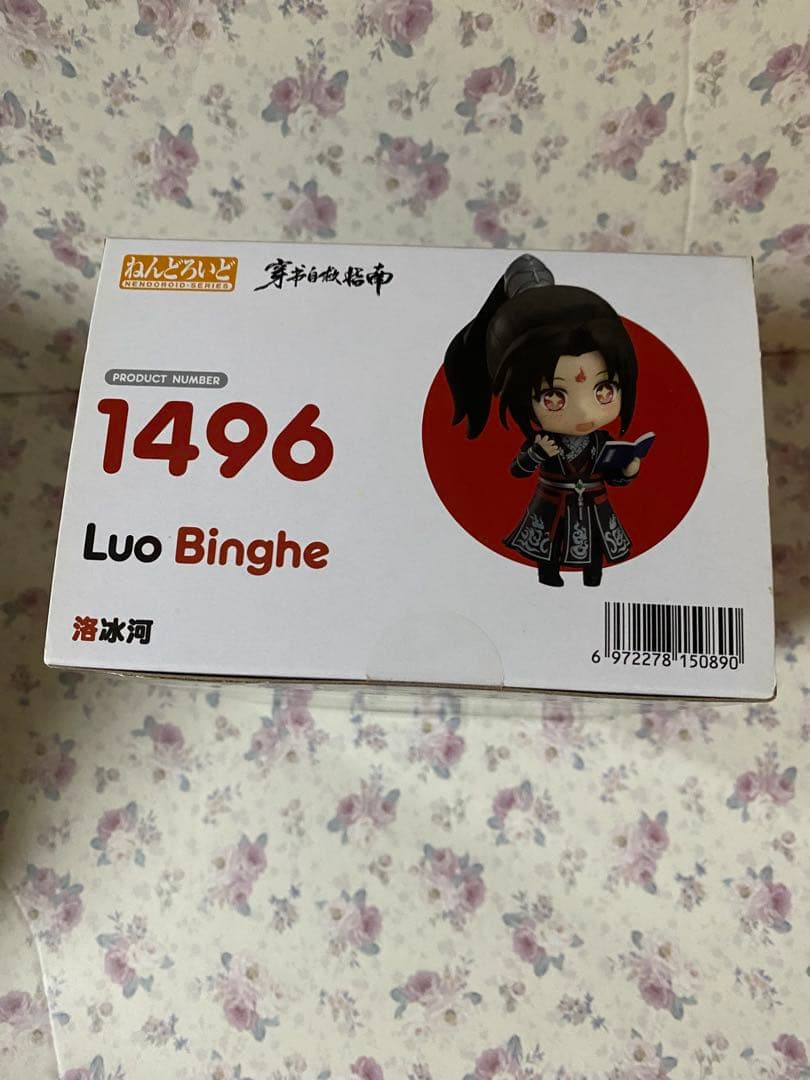 ねんどろいど
NENDOROID·SERIES
穿书自救指南
PRODUCT NUMBER
1496
Luo Binghe
洛冰河
6 972278 150890